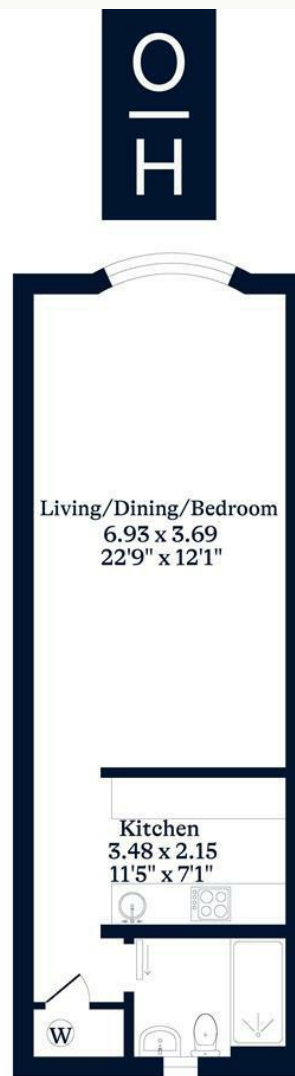 O
H
Living/Dining/Bedroom
6.93 x 3.69
22'9" x 12'1"
Kitchen
3.48 x 2.15
11'5" x 7'1"
W